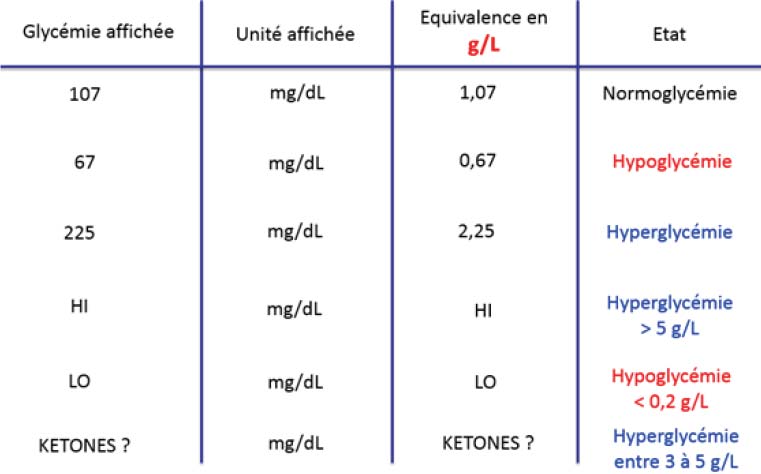 Glycémie affichée Unité affichée Equivalence en g/L Etat
107 mg/dL 1,07 Normoglycémie
67 mg/dL 0,67 Hypoglycémie
225 mg/dL 2,25 Hyperglycémie
HI mg/dL HI Hyperglycémie
> 5 g/L
LO mg/dL LO Hypoglycémie
< 0,2 g/L
KETONES ? mg/dL KETONES ? Hyperglycémie
entre 3 à 5 g/L